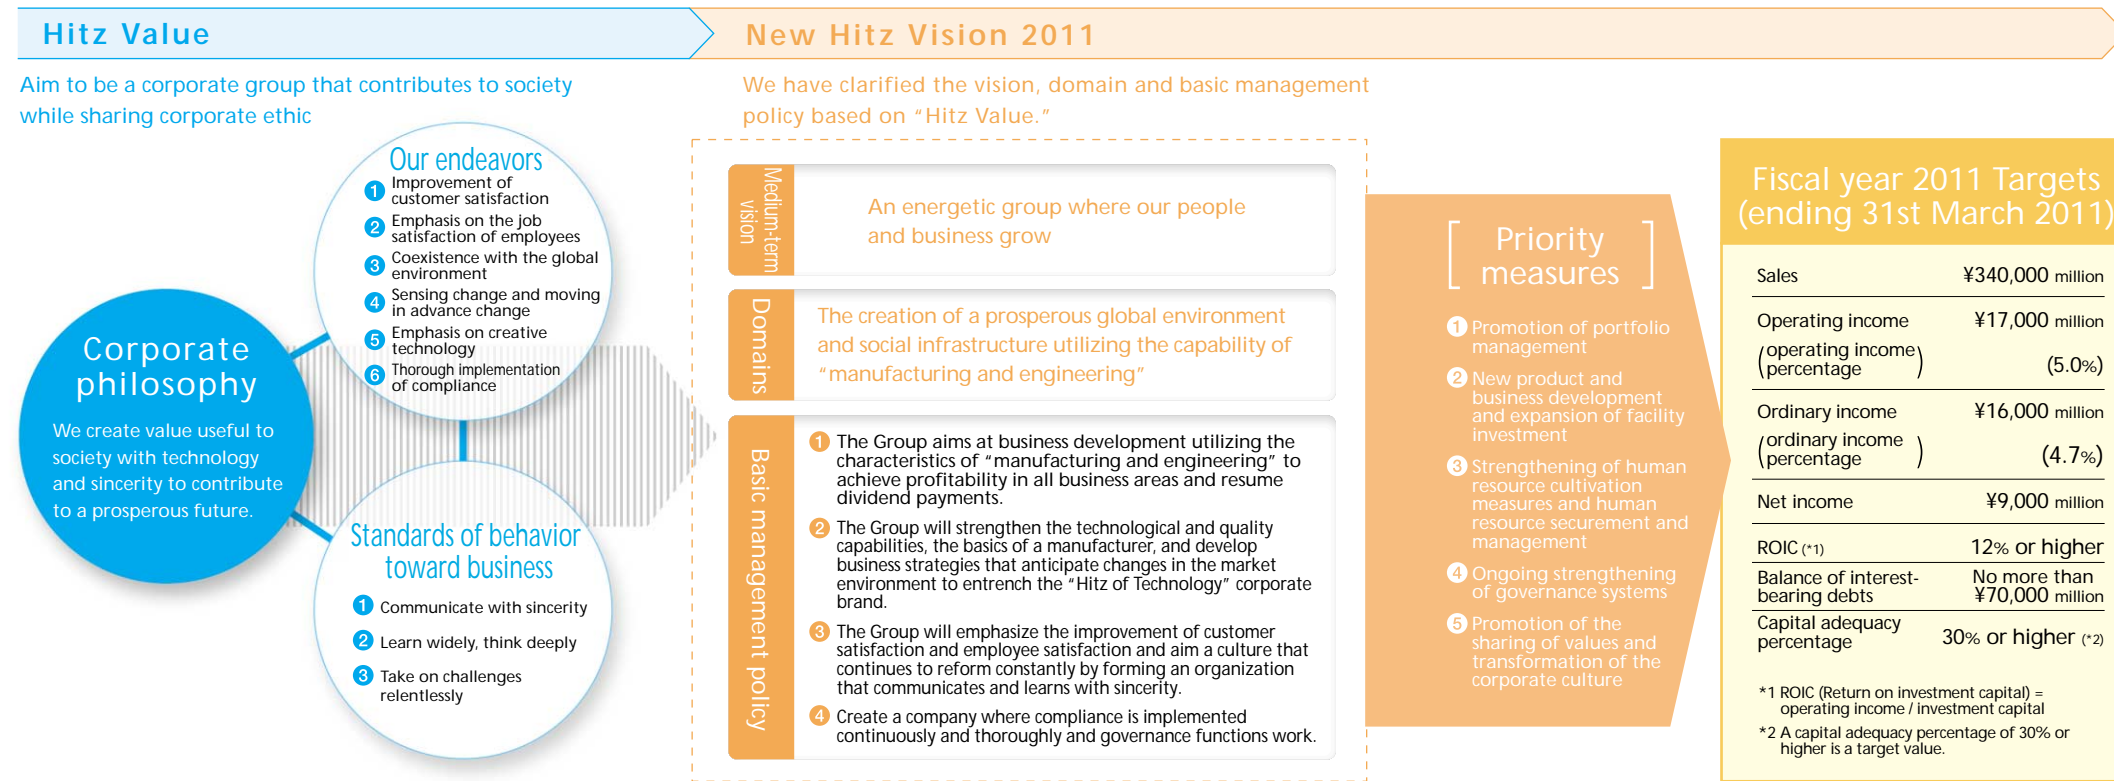 Hitz Value
Aim to be a corporate group that contributes to society
while sharing corporate ethic
Corporate
philosophy
We create value useful to
society with technology
and sincerity to contribute
to a prosperous future.
Our endeavors
1 Improvement of
customer satisfaction
2 Emphasis on the job
satisfaction of employees
3 Coexistence with the global
environment
4 Sensing change and moving
in advance change
5 Emphasis on creative
technology
6 Thorough implementation
of compliance
Standards of behavior
toward business
1 Communicate with sincerity
2 Learn widely, think deeply
3 Take on challenges
relentlessly
New Hitz Vision 2011
We have clarified the vision, domain and basic management
policy based on “Hitz Value.”
Medium-term
vision
An energetic group where our people
and business grow
Domains
The creation of a prosperous global environment
and social infrastructure utilizing the capability of
“manufacturing and engineering”
Basic management policy
1 The Group aims at business development utilizing the
characteristics of “manufacturing and engineering” to
achieve profitability in all business areas and resume
dividend payments.
2 The Group will strengthen the technological and quality
capabilities, the basics of a manufacturer, and develop
business strategies that anticipate changes in the market
environment to entrench the “Hitz of Technology” corporate
brand.
3 The Group will emphasize the improvement of customer
satisfaction and employee satisfaction and aim a culture that
continues to reform constantly by forming an organization
that communicates and learns with sincerity.
4 Create a company where compliance is implemented
continuously and thoroughly and governance functions work.
[ Priority
measures ]
1 Promotion of portfolio
management
2 New product and
business development
and expansion of facility
investment
3 Strengthening of human
resource cultivation
measures and human
resource securement and
management
4 Ongoing strengthening
of governance systems
5 Promotion of the
sharing of values and
transformation of the
corporate culture
Fiscal year 2011 Targets
(ending 31st March 2011)
Sales ¥340,000 million
Operating income ¥17,000 million
(operating income
percentage) (5.0%)
Ordinary income ¥16,000 million
(ordinary income
percentage) (4.7%)
Net income ¥9,000 million
ROIC (*1) 12% or higher
Balance of interest- No more than
bearing debts ¥70,000 million
Capital adequacy
percentage 30% or higher (*2)
*1 ROIC (Return on investment capital) =
operating income / investment capital
*2 A capital adequacy percentage of 30% or
higher is a target value.